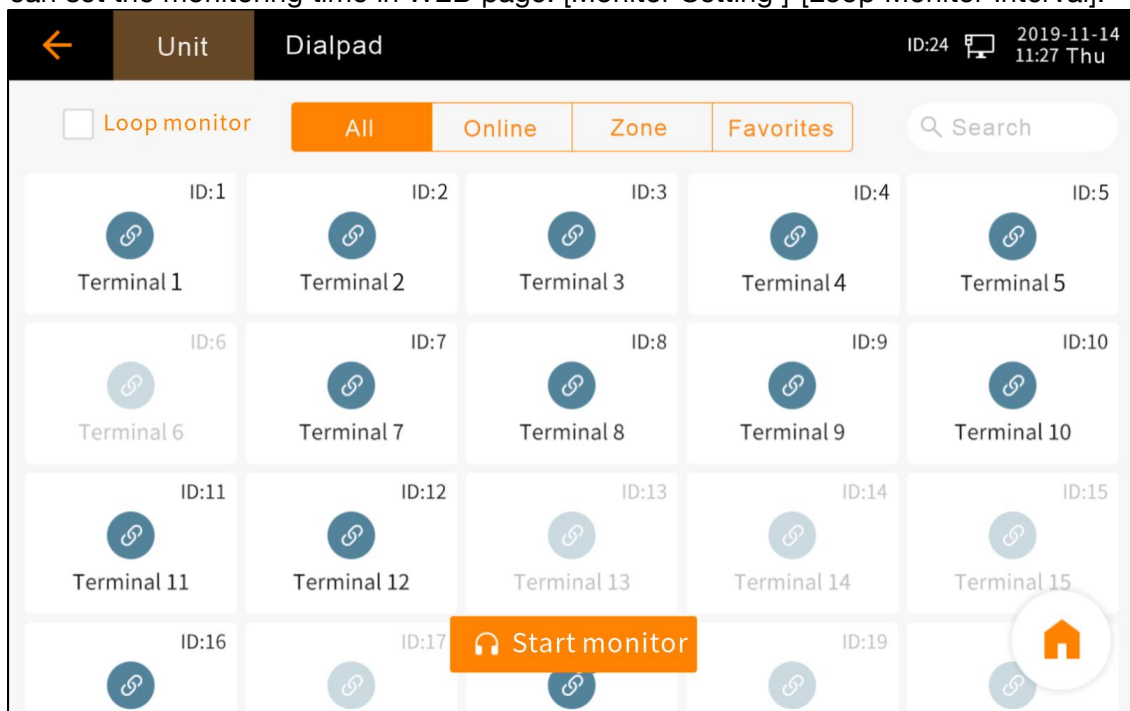 can set the monitoring time in WEB page. [Monitor Setting ]-[Loop Monitor Interval].
Unit Dialpad ID:24 2019-11-14
11:27 Thu
Loop monitor All Online Zone Favorites Search
ID:1 ID:2 ID:3 ID:4 ID:5
Terminal 1 Terminal 2 Terminal 3 Terminal 4 Terminal 5
ID:6 ID:7 ID:8 ID:9 ID:10
Terminal 6 Terminal 7 Terminal 8 Terminal 9 Terminal 10
ID:11 ID:12 ID:13 ID:14 ID:15
Terminal 11 Terminal 12 Terminal 13 Terminal 14 Terminal 15
ID:16 ID:17 Start monitor ID:19